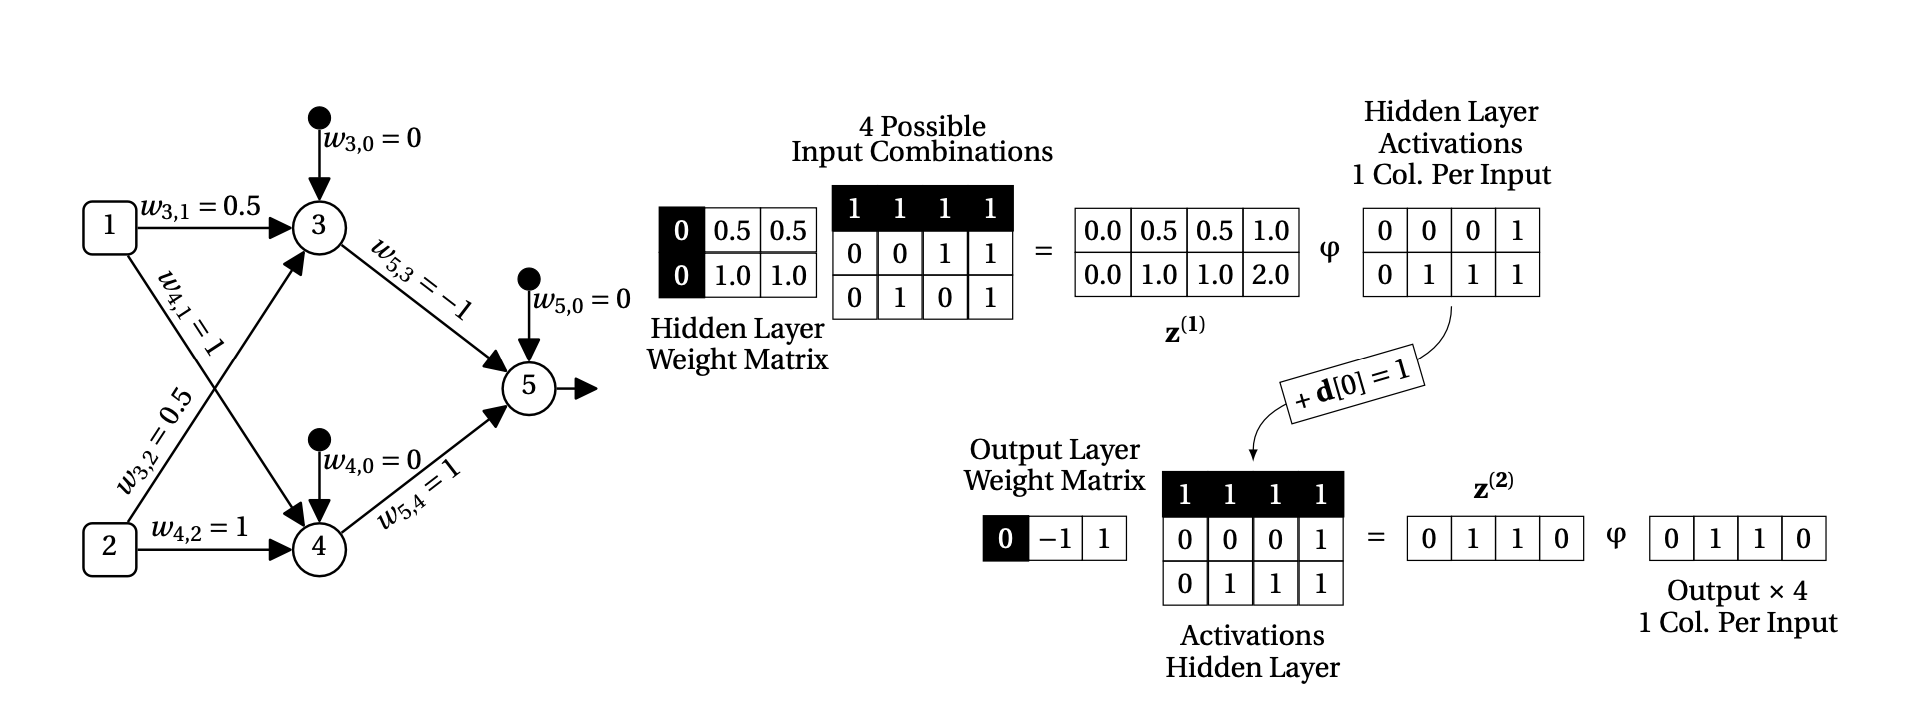 w3,0 = 0
1
w3,1 = 0.5
3
w4,1 = 1
w5,3 = −1
w5,0 = 0
5
w3,2 = 0.5
w4,0 = 0
w5,4 = 1
2
w4,2 = 1
4
4 Possible
Input Combinations
0 0.5 0.5
0 1.0 1.0
Hidden Layer
Weight Matrix
1 1 1 1
0 0 1 1
0 1 0 1
=
0.0 0.5 0.5 1.0
0.0 1.0 1.0 2.0
z(1)
φ
Hidden Layer
Activations
1 Col. Per Input
0 0 0 1
0 1 1 1
+ d[0] = 1
Output Layer
Weight Matrix
0 −1 1
1 1 1 1
0 0 0 1
0 1 1 1
Activations
Hidden Layer
=
z(2)
0 1 1 0
φ
0 1 1 0
Output × 4
1 Col. Per Input